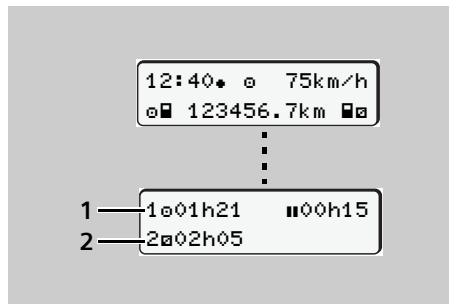 12:40● ⊙ 75km/h
⊙▮ 123456.7km ▮⧄
1 1⊙01h21 ▮▮00h15
2 2⧄02h05